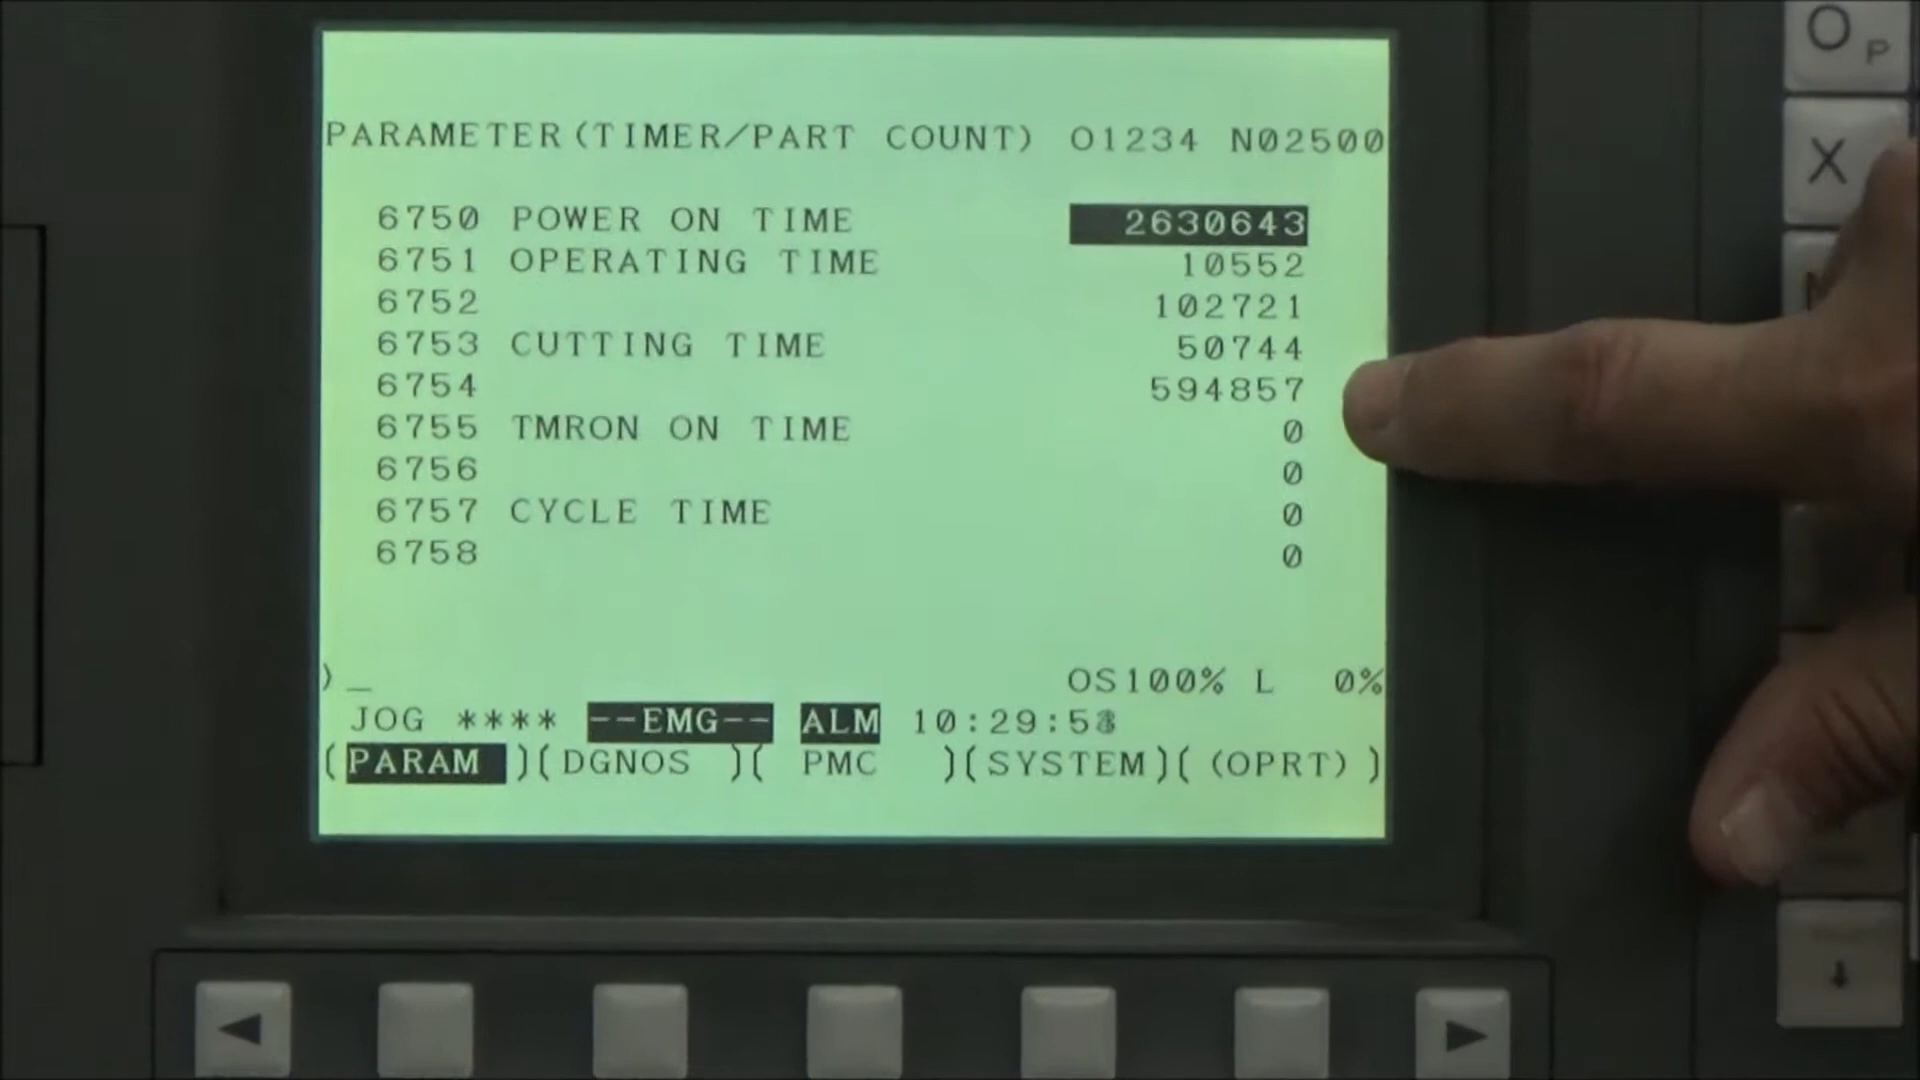 PARAMETER(TIMER/PART COUNT) O1234 N02500
6750 POWER ON TIME 2630643
6751 OPERATING TIME 10552
6752 102721
6753 CUTTING TIME 50744
6754 594857
6755 TMRON ON TIME 0
6756 0
6757 CYCLE TIME 0
6758 0
)_ OS100% L 0%
JOG **** --EMG-- ALM
(PARAM )(DGNOS )( PMC )(SYSTEM)( (OPRT) )
O P
X